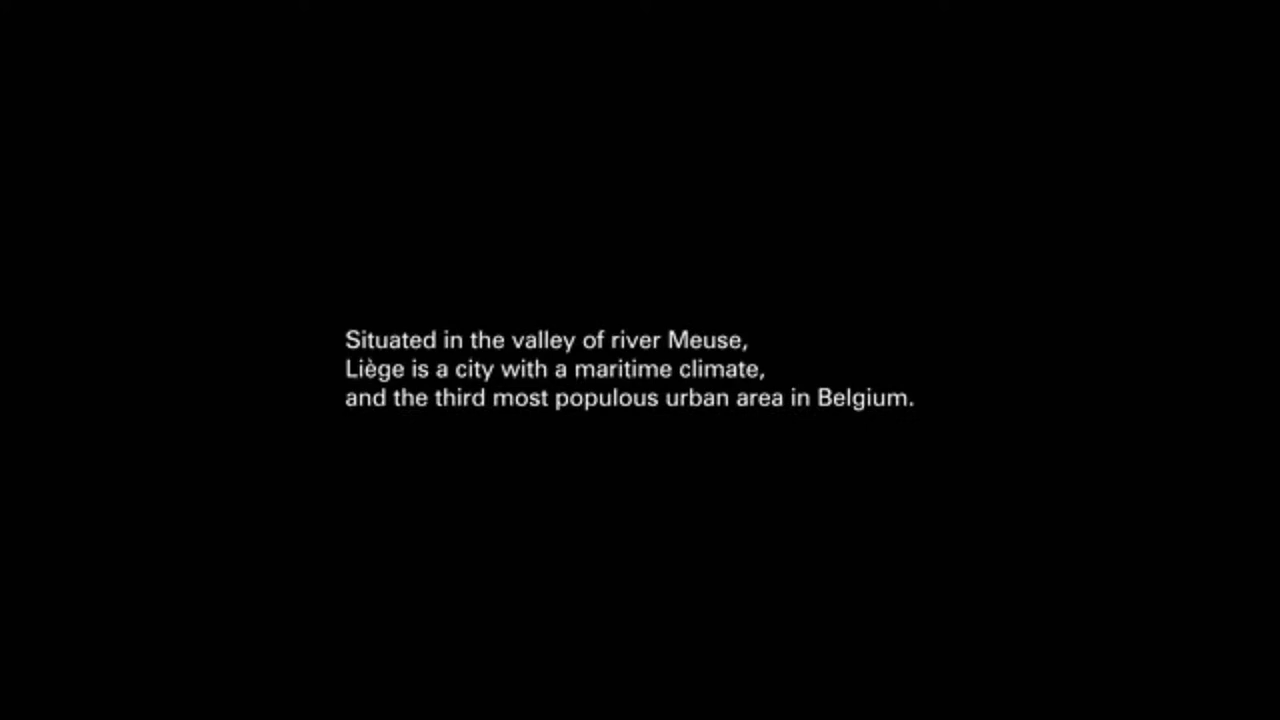 Situated in the valley of river Meuse,
Liège is a city with a maritime climate,
and the third most populous urban area in Belgium.